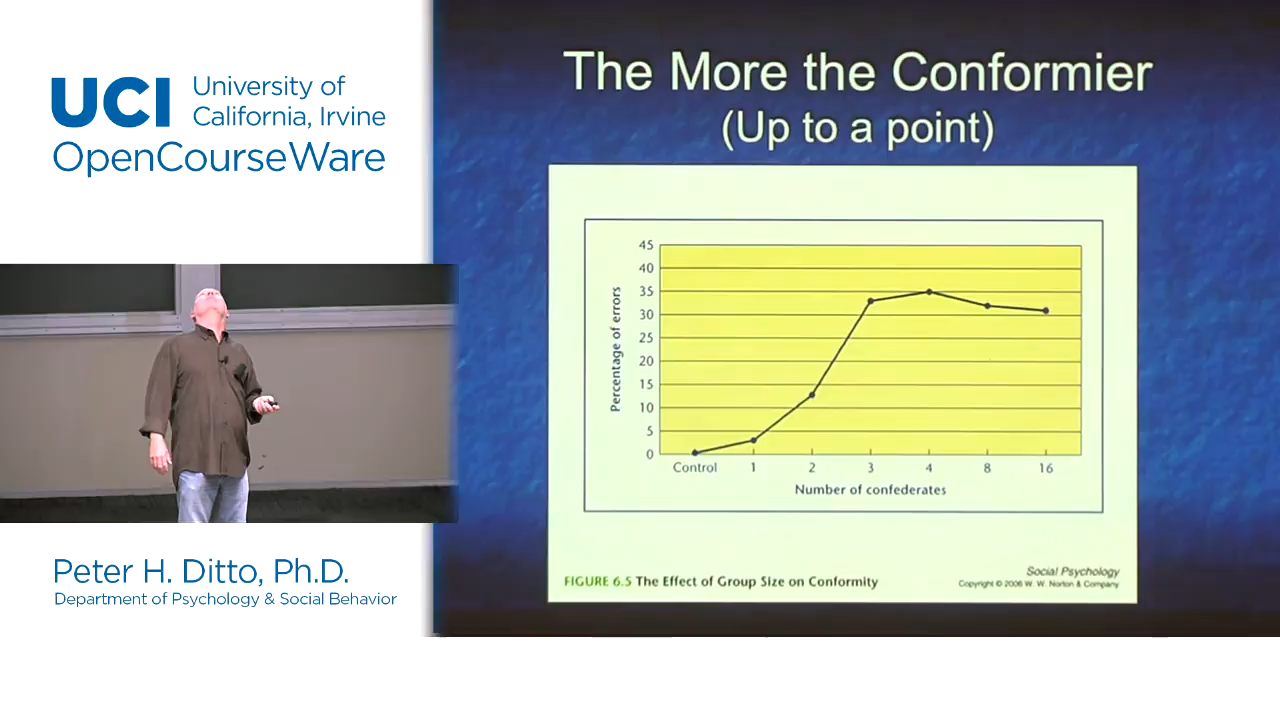 UCI University of
California, Irvine
OpenCourseWare
The More the Conformier
(Up to a point)
45
40
35
30
25
20
15
10
5
0
Percentage of errors
Control 1 2 3 4 8 16
Number of confederates
FIGURE 6.5 The Effect of Group Size on Conformity
Social Psychology
Copyright © 2006 W. W. Norton & Company
Peter H. Ditto, Ph.D.
Department of Psychology & Social Behavior